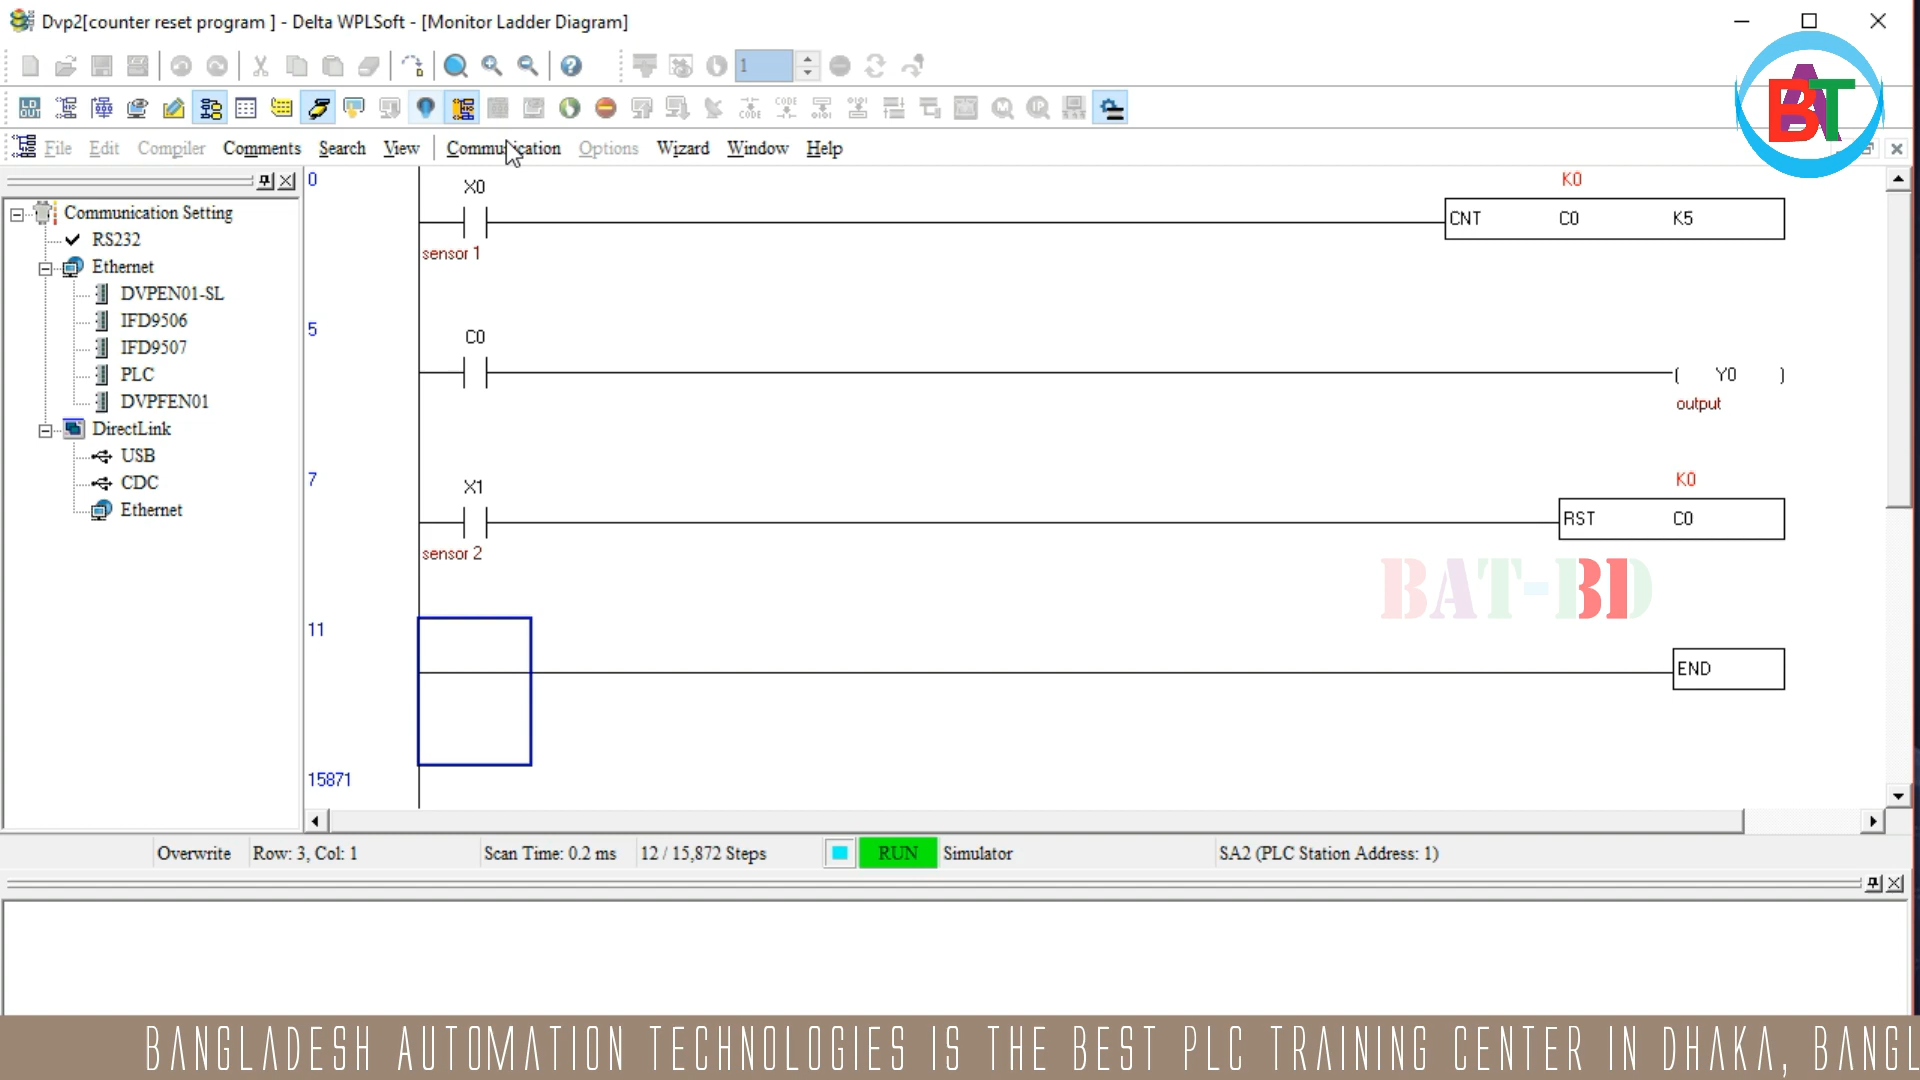 Dvp2[counter reset program ] - Delta WPLSoft - [Monitor Ladder Diagram]
1
BAT
File Edit Compiler Comments Search View Communication Options Wizard Window Help
Communication Setting
RS232
Ethernet
DVPEN01-SL
IFD9506
IFD9507
PLC
DVPFEN01
DirectLink
USB
CDC
Ethernet
0
X0
K0
CNT C0 K5
sensor 1
5
C0
( Y0 )
output
7
X1
K0
RST C0
sensor 2
BAT-BD
11
END
15871
Overwrite Row: 3, Col: 1 Scan Time: 0.2 ms 12 / 15,872 Steps RUN Simulator SA2 (PLC Station Address: 1)
BANGLADESH AUTOMATION TECHNOLOGIES IS THE BEST PLC TRAINING CENTER IN DHAKA, BANGL